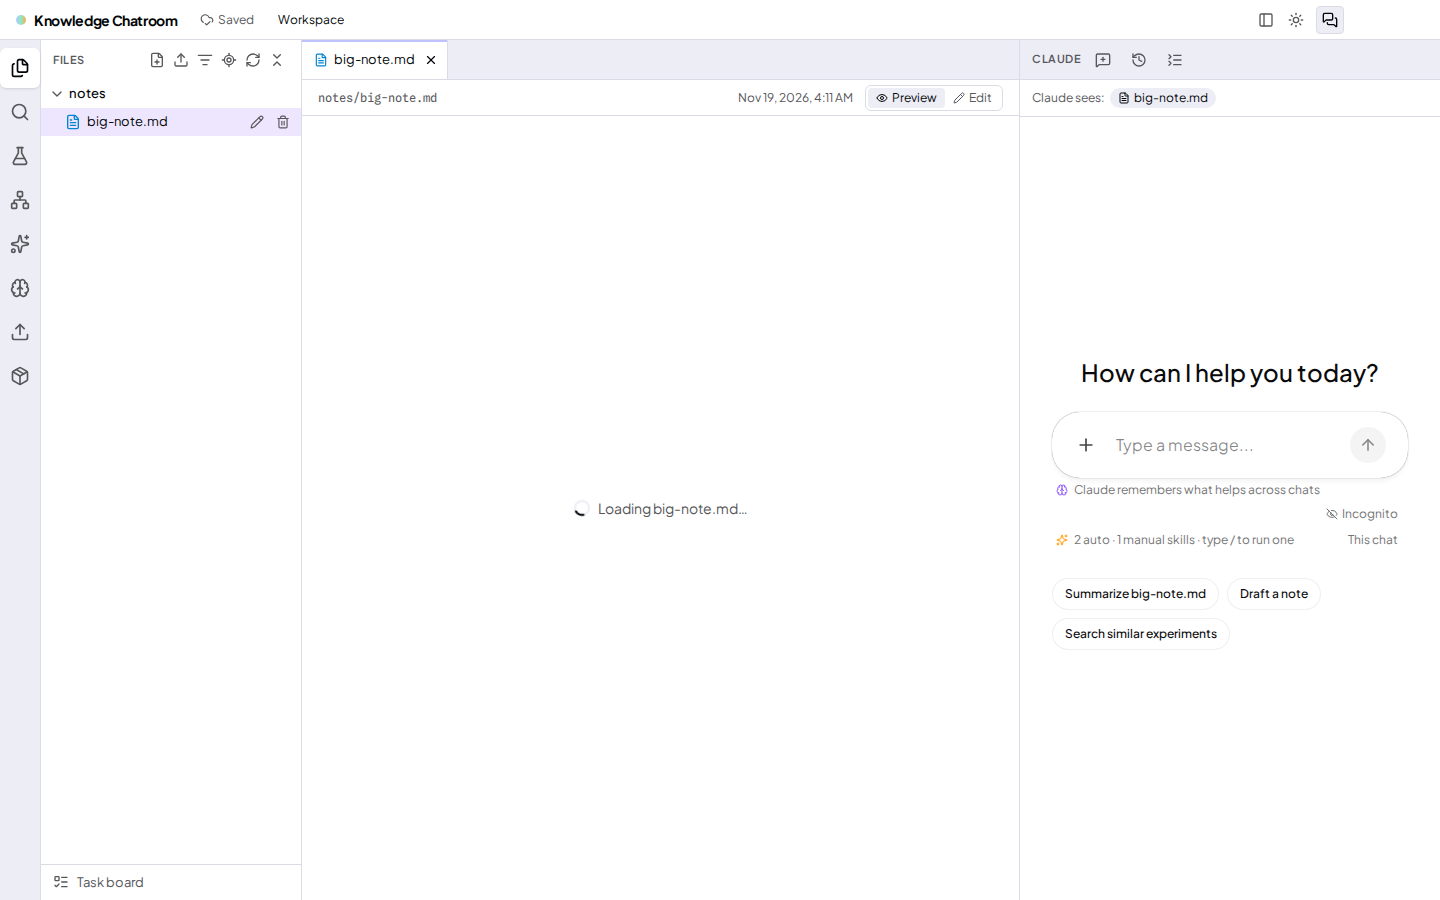 Knowledge Chatroom
Saved
Workspace
FILES
notes
big-note.md
Task board
big-note.md
notes/big-note.md
Nov 19, 2026, 4:11 AM
Preview
Edit
Loading big-note.md...
CLAUDE
Claude sees:
big-note.md
How can I help you today?
Type a message...
Claude remembers what helps across chats
Incognito
2 auto · 1 manual skills · type / to run one
This chat
Summarize big-note.md
Draft a note
Search similar experiments